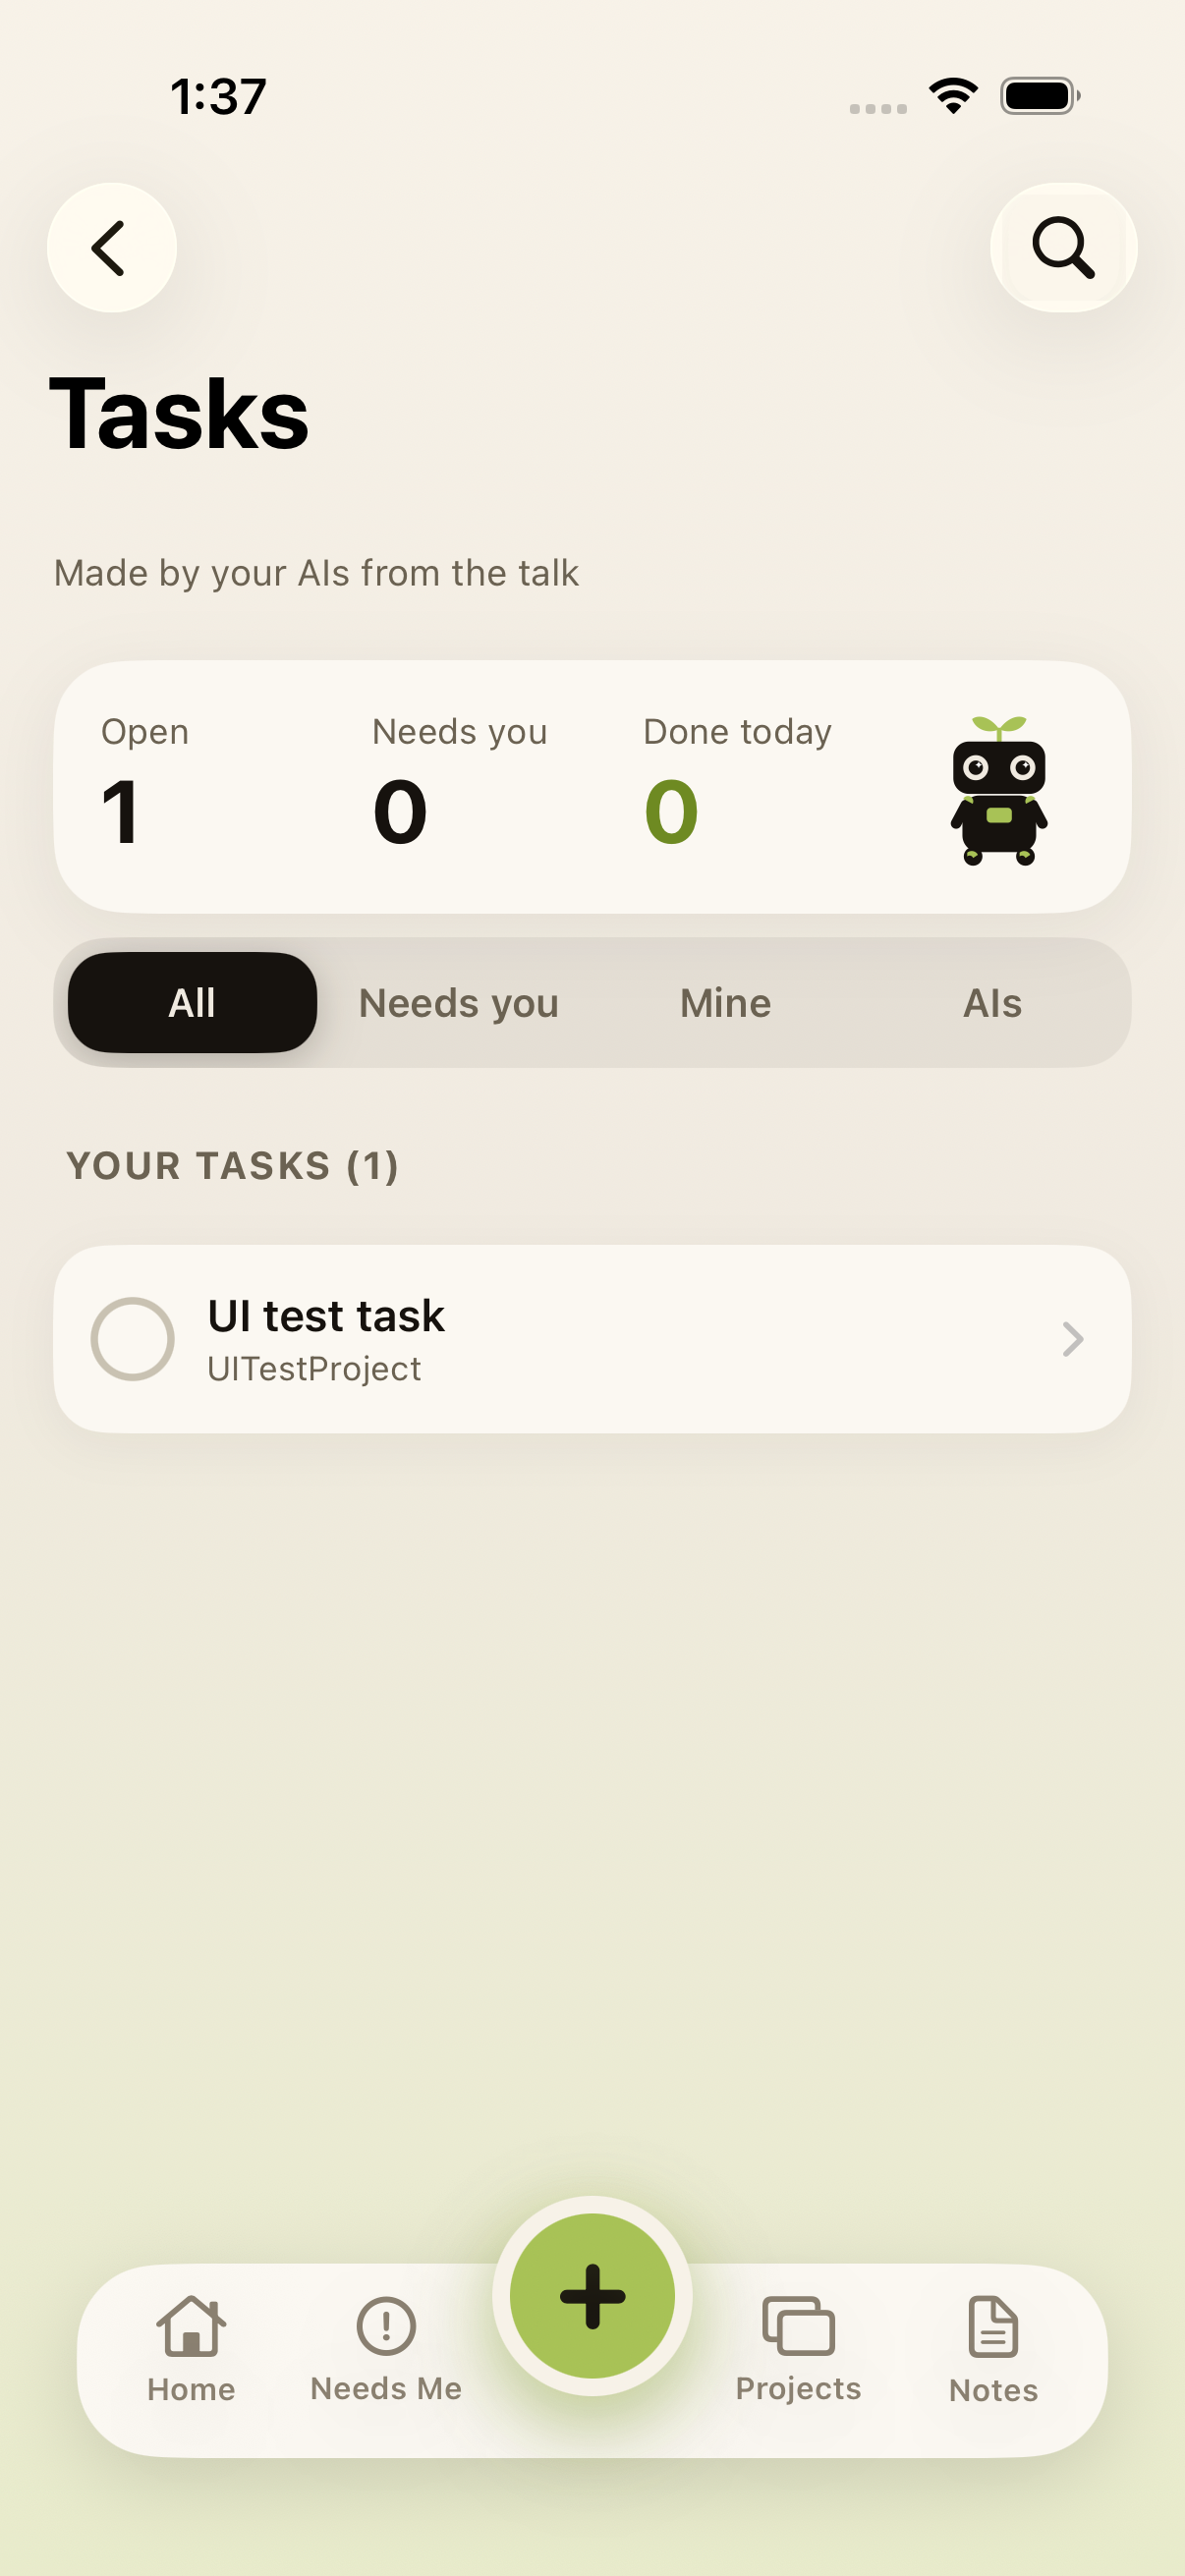 1:37
Tasks
Made by your AIs from the talk
Open Needs you Done today
1 0 0
All Needs you Mine AIs
YOUR TASKS (1)
UI test task
UITestProject
Home Needs Me Projects Notes